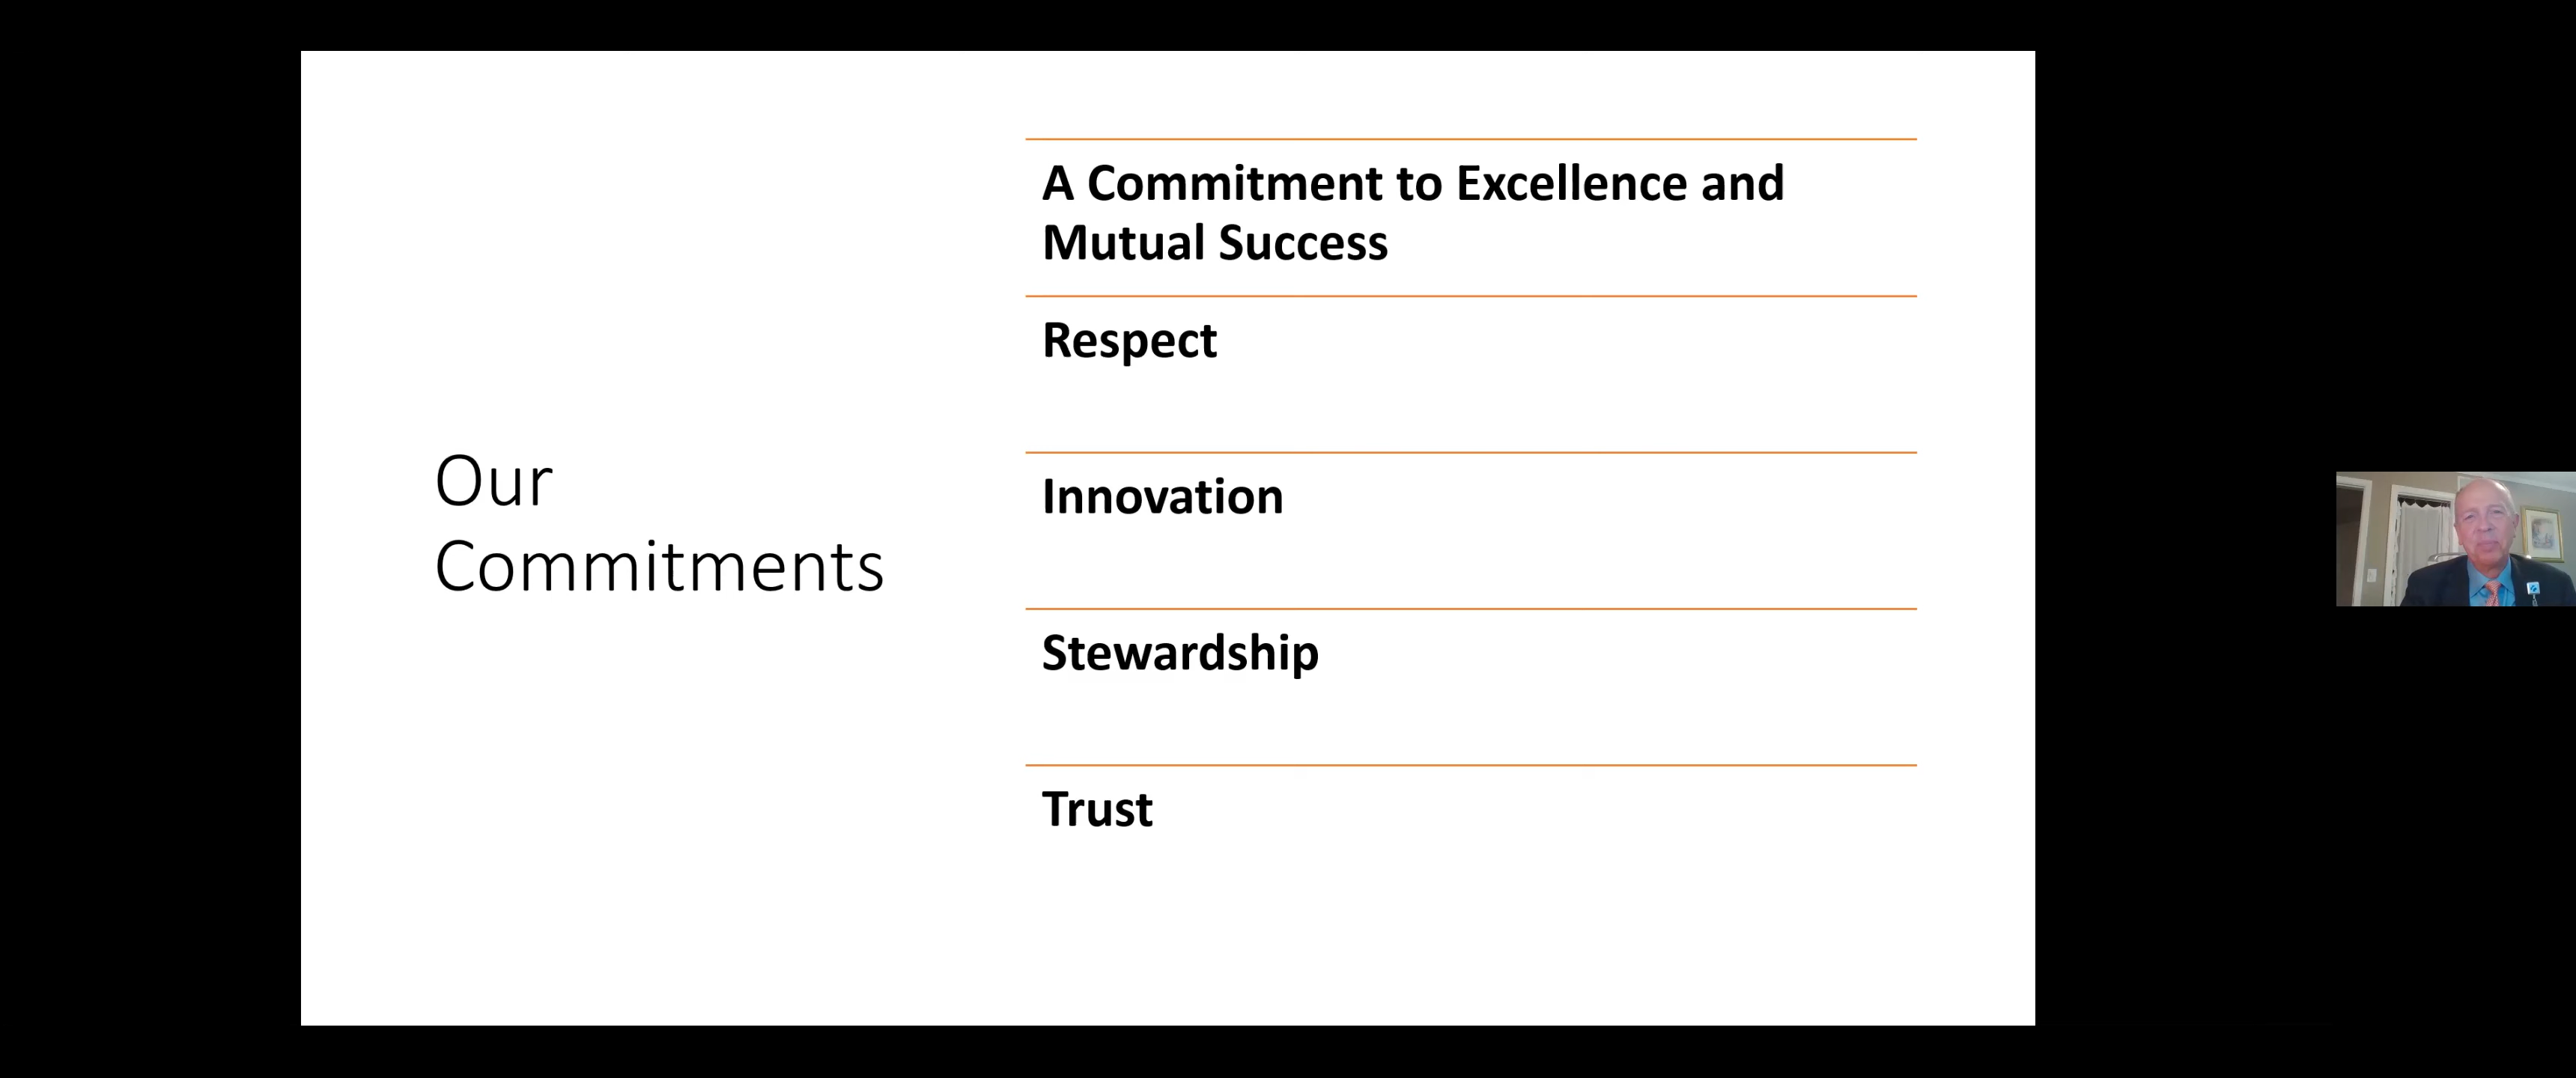 Our
Commitments
A Commitment to Excellence and
Mutual Success
Respect
Innovation
Stewardship
Trust